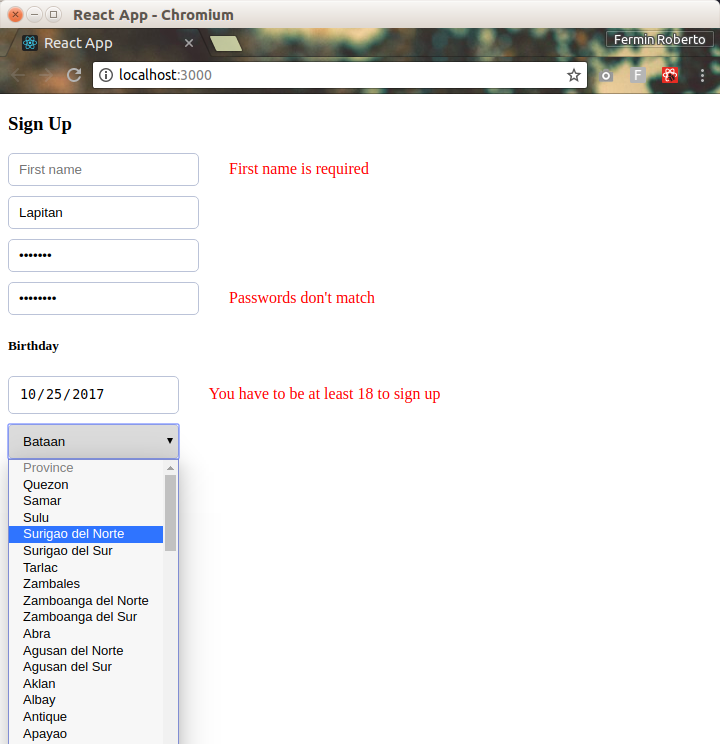 React App - Chromium
React App
Fermin Roberto
localhost:3000
F
Sign Up
First name
First name is required
Lapitan
•••••••
••••••••
Passwords don't match
Birthday
10/25/2017
You have to be at least 18 to sign up
Bataan
Province
Quezon
Samar
Sulu
Surigao del Norte
Surigao del Sur
Tarlac
Zambales
Zamboanga del Norte
Zamboanga del Sur
Abra
Agusan del Norte
Agusan del Sur
Aklan
Albay
Antique
Apayao